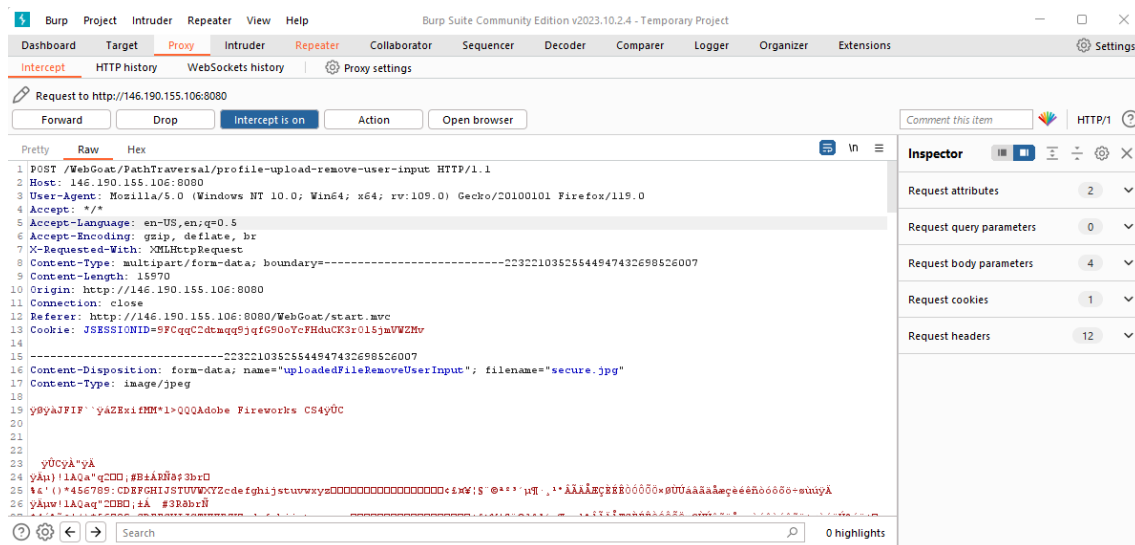 Burp Project Intruder Repeater View Help Burp Suite Community Edition v2023.10.2.4 - Temporary Project
Dashboard Target Proxy Intruder Repeater Collaborator Sequencer Decoder Comparer Logger Organizer Extensions Settings
Intercept HTTP history WebSockets history Proxy settings
Request to http://146.190.155.106:8080
Forward Drop Intercept is on Action Open browser Comment this item HTTP/1
Pretty Raw Hex \n
Inspector
Request attributes 2
Request query parameters 0
Request body parameters 4
Request cookies 1
Request headers 12
1 POST /WebGoat/PathTraversal/profile-upload-remove-user-input HTTP/1.1
2 Host: 146.190.155.106:8080
3 User-Agent: Mozilla/5.0 (Windows NT 10.0; Win64; x64; rv:109.0) Gecko/20100101 Firefox/119.0
4 Accept: */*
5 Accept-Language: en-US,en;q=0.5
6 Accept-Encoding: gzip, deflate, br
7 X-Requested-With: XMLHttpRequest
8 Content-Type: multipart/form-data; boundary=---------------------------223221035255449474326985​26007
9 Content-Length: 15970
10 Origin: http://146.190.155.106:8080
11 Connection: close
12 Referer: http://146.190.155.106:8080/WebGoat/start.mvc
13 Cookie: JSESSIONID=9FCqqC2dtmqq9jqfG9OoYcFHduCK3rO15jmVWZMv
14
15 -----------------------------22322103525544947432698526007
16 Content-Disposition: form-data; name="uploadedFileRemoveUserInput"; filename="secure.jpg"
17 Content-Type: image/jpeg
18
19 ÿØÿàJFIF``ÿáZExifMM*1>QQQAdobe Fireworks CS4ÿÛC
20
21
22
23 ÿÛCÿÀ"ÿÄ
24
25
26
Search 0 highlights